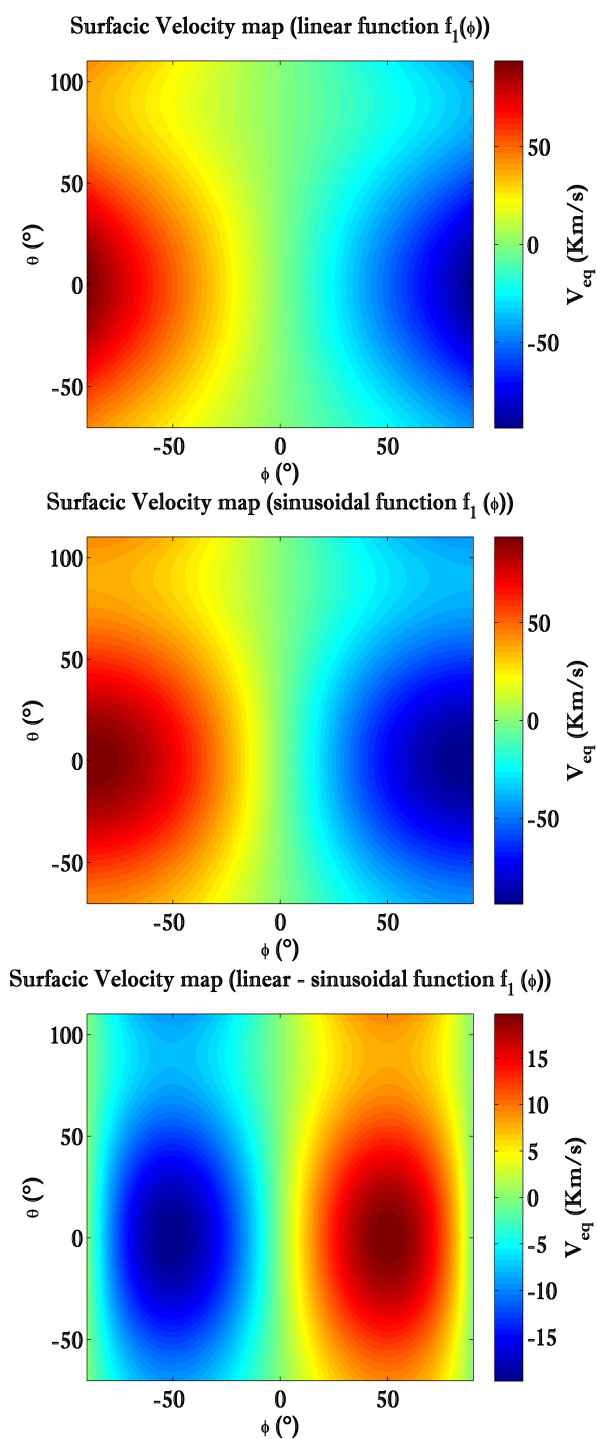 Surfacic Velocity map (linear function f1(ϕ))
100
50
0
-50
θ (°)
-50 0 50
ϕ (°)
50
0
-50
Veq (Km/s)
Surfacic Velocity map (sinusoidal function f1 (ϕ))
100
50
0
-50
θ (°)
-50 0 50
ϕ (°)
50
0
-50
Veq (Km/s)
Surfacic Velocity map (linear - sinusoidal function f1 (ϕ))
100
50
0
-50
θ (°)
-50 0 50
ϕ (°)
15
10
5
0
-5
-10
-15
Veq (Km/s)